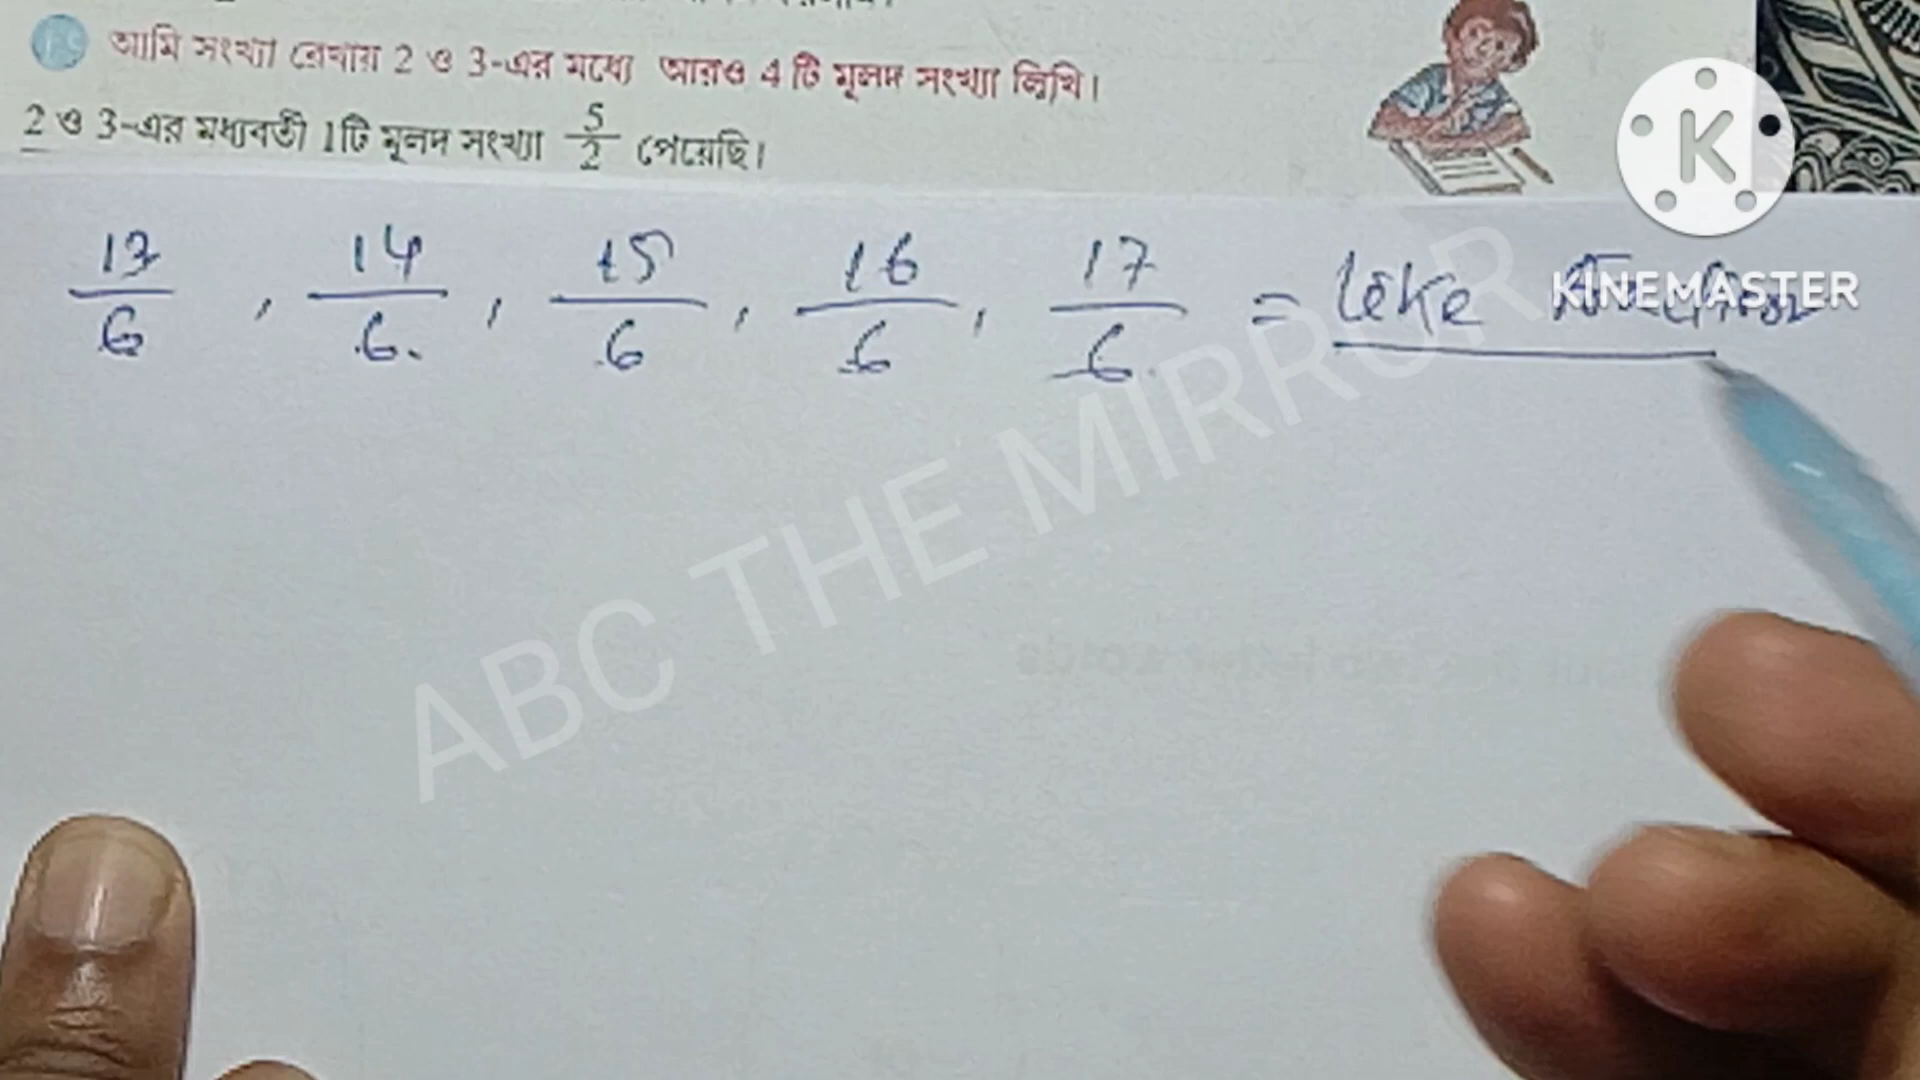 আমি সংখ্যা রেখায় 2 ও 3-এর মধ্যে আরও 4 টি মূলদ সংখ্যা লিখি।
2 ও 3-এর মধ্যবর্তী 1টি মূলদ সংখ্যা 5/2 পেয়েছি।
13/6 , 14/6 , 15/6 , 16/6 , 17/6 = like
K
KINEMASTER
ABC THE MIRROR